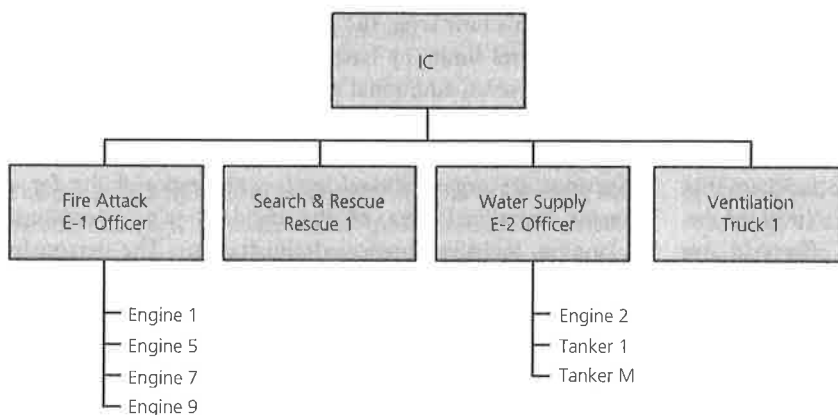 IC
Fire Attack
E-1 Officer
Search & Rescue
Rescue 1
Water Supply
E-2 Officer
Ventilation
Truck 1
Engine 1
Engine 5
Engine 7
Engine 9
Engine 2
Tanker 1
Tanker M